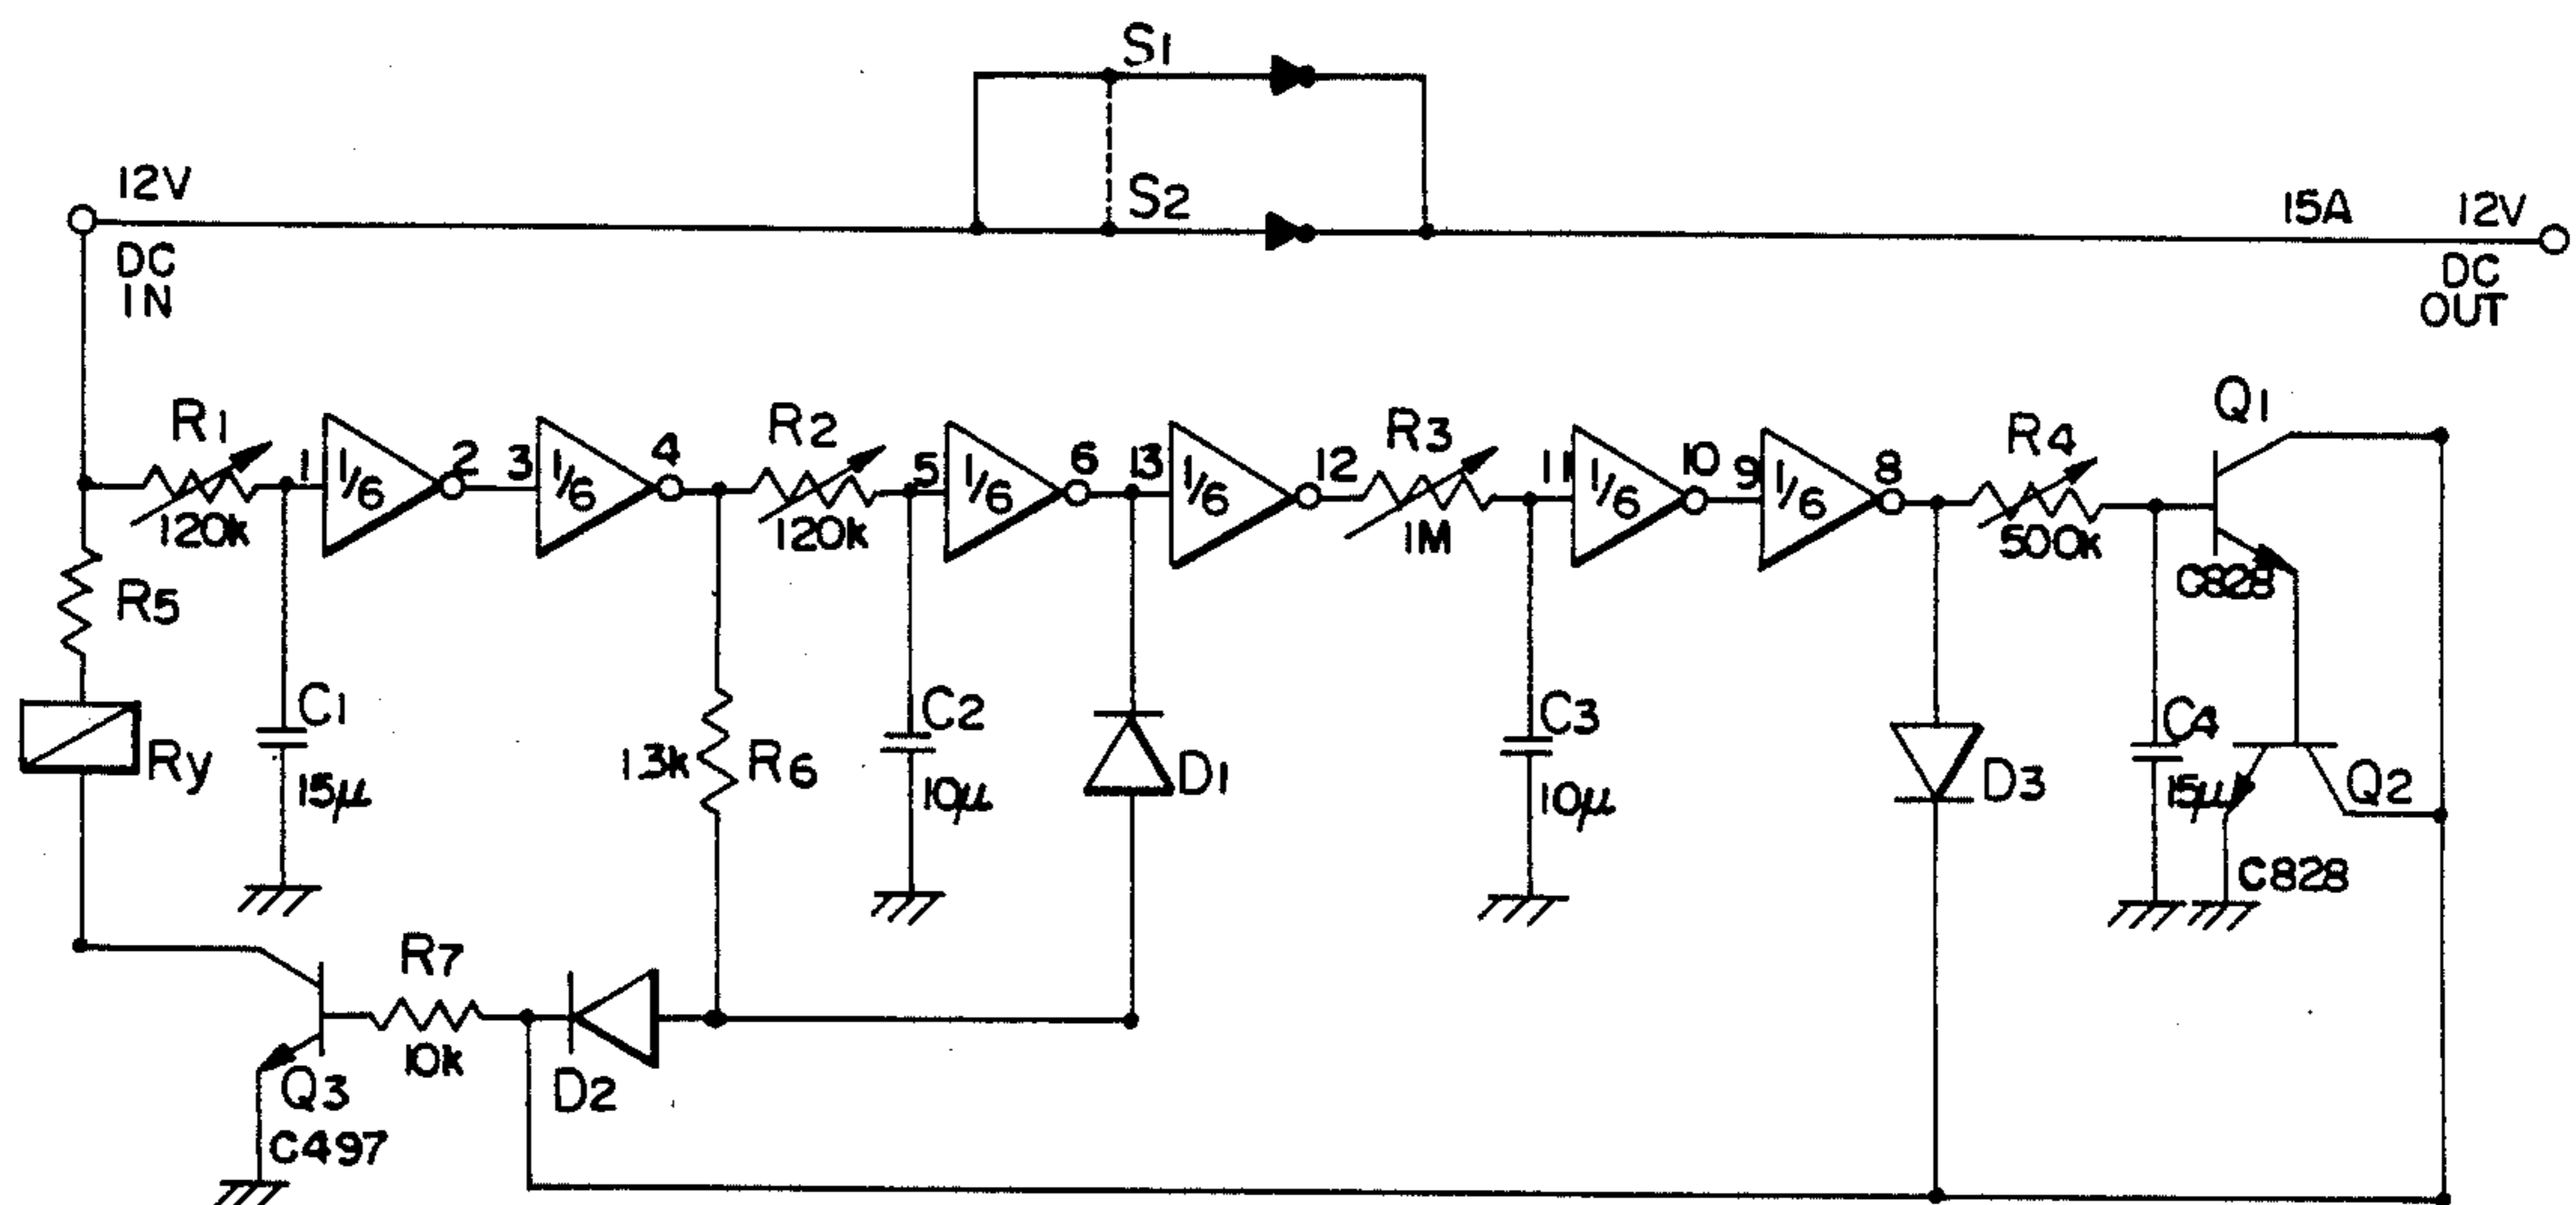 S1
12V
S2
15A
12V
DC
IN
DC
OUT
R1
120k
1
1/6
2
3
1/6
4
R2
120k
5
1/6
6
13
1/6
12
R3
1M
11
1/6
10
9
1/6
8
R4
500k
Q1
C828
R5
Ry
C1
15μ
1.3k
R6
C2
10μ
D1
C3
10μ
D3
C4
15μ
Q2
C828
R7
10k
Q3
C497
D2